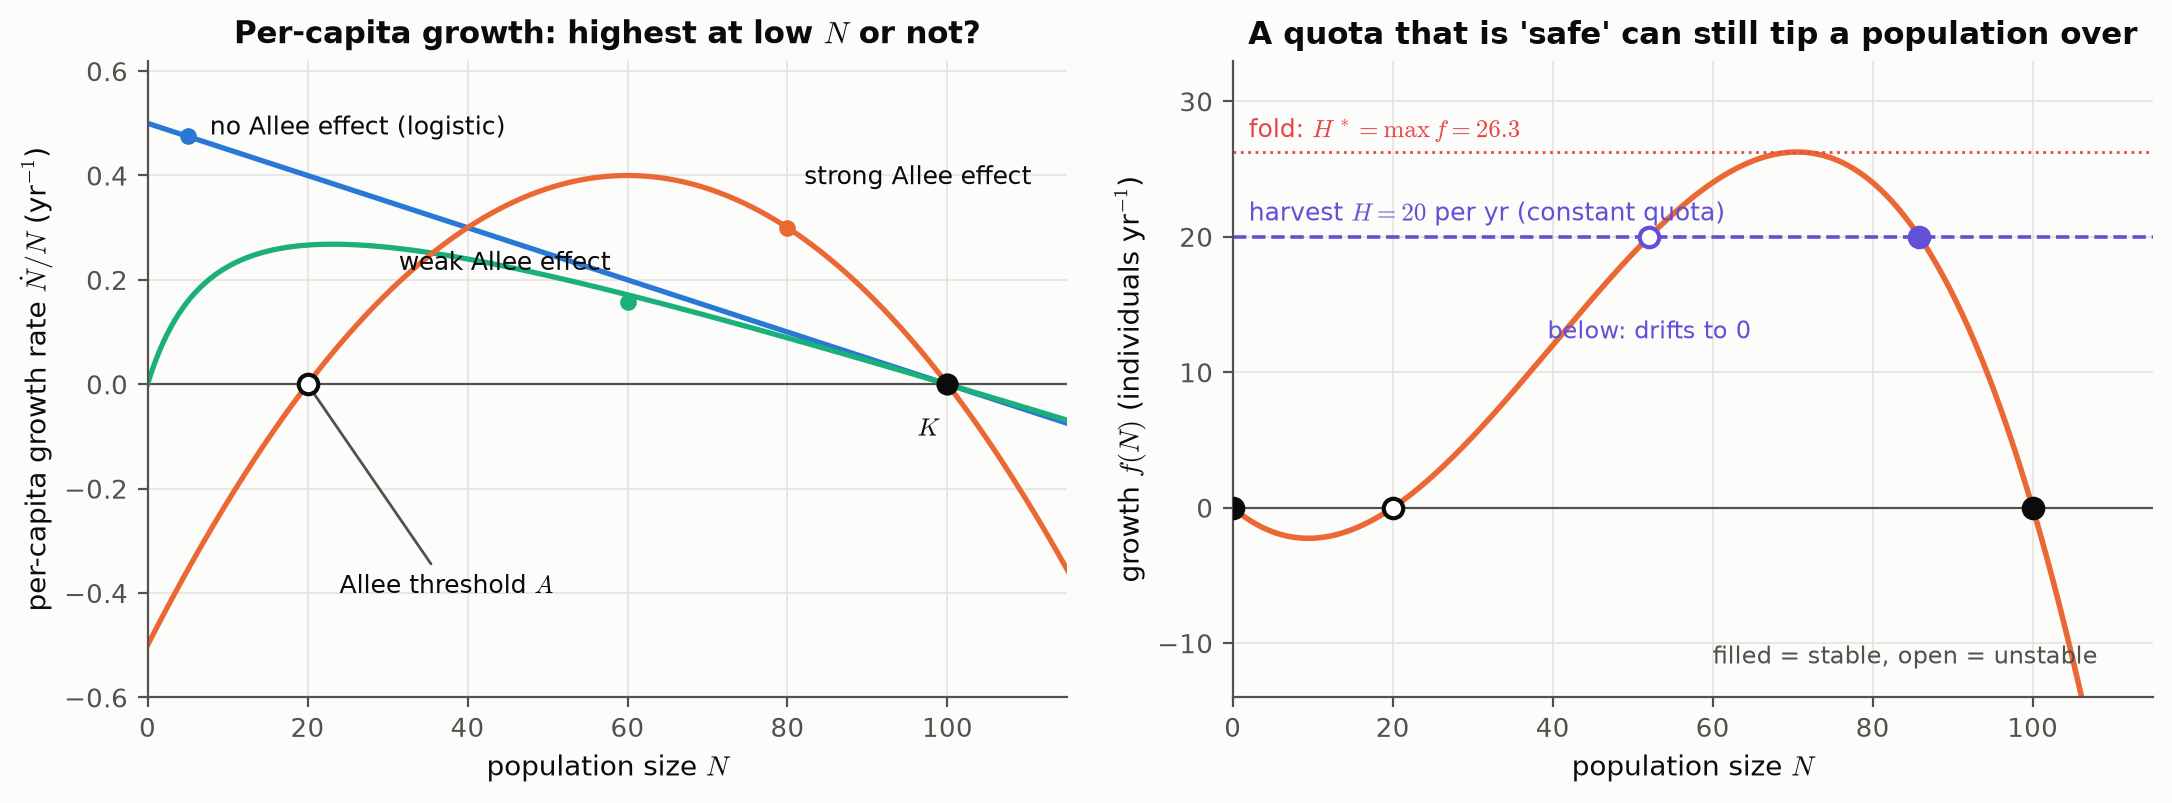 Per-capita growth: highest at low N or not?
per-capita growth rate Ṅ/N (yr⁻¹)
0.6
0.4
0.2
0.0
−0.2
−0.4
−0.6
no Allee effect (logistic)
strong Allee effect
weak Allee effect
K
Allee threshold A
0 20 40 60 80 100
population size N
A quota that is 'safe' can still tip a population over
growth f(N) (individuals yr⁻¹)
30
20
10
0
−10
fold: H* = max f = 26.3
harvest H = 20 per yr (constant quota)
below: drifts to 0
filled = stable, open = unstable
0 20 40 60 80 100
population size N